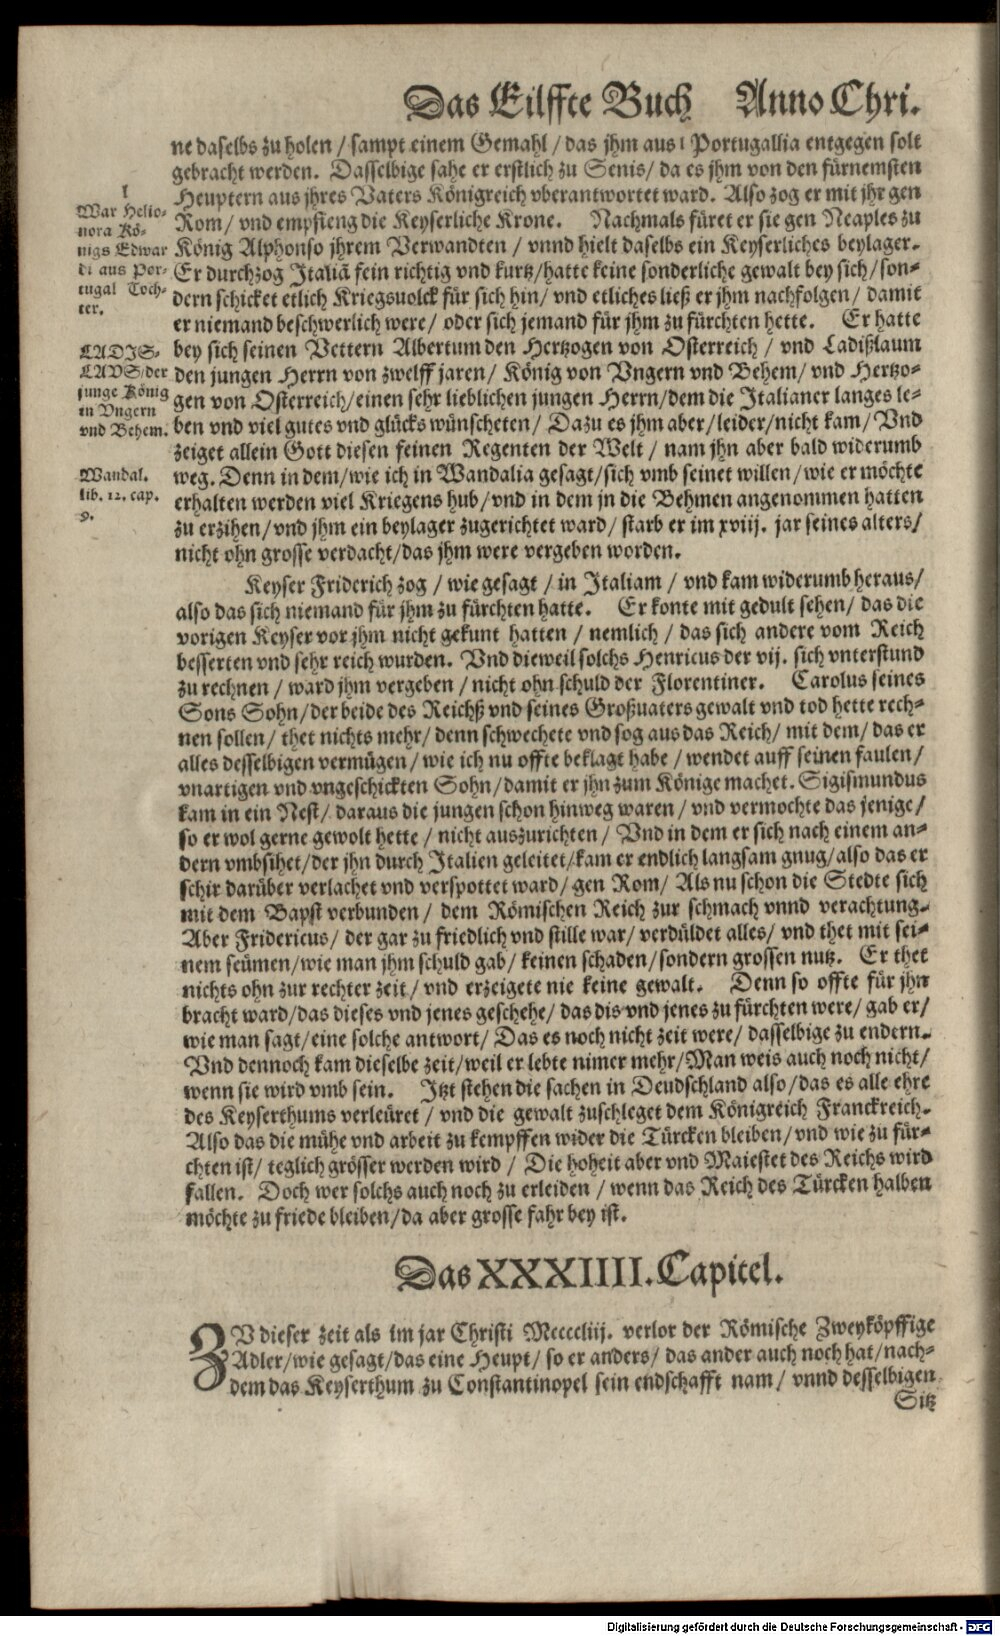 Das Eilffte Buch Anno Chri.
ne daselbs zu holen / sampt einem Gemahl / das jhm aus l Portugallia entgegen solt
gebracht werden. Dasselbige sahe er erstlich zu Senis / da es jhm von den fürnemsten
Heuptern aus jhres Vaters Königreich vberantwortet ward. Also zog er mit jhr gen
Rom / vnd empfieng die Keyserliche Krone. Nachmals füret er sie gen Neaples zu
König Alphonso jhrem Verwandten / vnnd hielt daselbs ein Keyserliches beylager.
Er durchzog Italiā fein richtig vnd kurtz / hatte keine sonderliche gewalt bey sich / son-
dern schicket etlich Kriegsuolck für sich hin / vnd etliches ließ er jhm nachfolgen / damit
er niemand beschwerlich were / oder sich jemand für jhm zu fürchten hette. Er hatte
bey sich seinen Vettern Albertum den Hertzogen von Osterreich / vnd Ladißlaum
den jungen Herrn von zwelff jaren / König von Vngern vnd Behem / vnd Hertzo-
gen von Osterreich / einen sehr lieblichen jungen Herrn / dem die Italianer langes le-
ben vnd viel gutes vnd glücks wünscheten / Dazu es jhm aber / leider / nicht kam / Vnd
zeiget allein Gott diesen feinen Regenten der Welt / nam jhn aber bald widerumb
weg. Denn in dem / wie ich in Wandalia gesagt / sich vmb seinet willen / wie er möchte
erhalten werden viel Kriegens hub / vnd in dem jn die Behmen angenommen hatten
zu erzihen / vnd jhm ein beylager zugerichtet ward / starb er im xviij. jar seines alters /
nicht ohn grosse verdacht / das jhm were vergeben worden.
l
War Helio-
nora Kö-
nigs Edwar
di aus Por-
tugal Toch-
ter.
LADIS-
LAVS / der
junge König
in Vngern
vnd Behem.
Wandal.
lib. 12. cap.
9.
Keyser Friderich zog / wie gesagt / in Italiam / vnd kam widerumb heraus /
also das sich niemand für jhm zu fürchten hatte. Er konte mit gedult sehen / das die
vorigen Keyser vor jhm nicht gekunt hatten / nemlich / das sich andere vom Reich
besserten vnd sehr reich wurden. Vnd dieweil solchs Henricus der vij. sich vnterstund
zu rechnen / ward jhm vergeben / nicht ohn schuld der Florentiner. Carolus seines
Sons Sohn / der beide des Reichß vnd seines Großuaters gewalt vnd tod hette rech-
nen sollen / thet nichts mehr / denn schwechete vnd sog aus das Reich / mit dem / das er
alles desselbigen vermügen / wie ich nu offte beklagt habe / wendet auff seinen faulen /
vnartigen vnd vngeschickten Sohn / damit er jhn zum Könige machet. Sigismundus
kam in ein Nest / daraus die jungen schon hinweg waren / vnd vermochte das jenige /
so er wol gerne gewolt hette / nicht auszurichten / Vnd in dem er sich nach einem an-
dern vmbsihet / der jhn durch Italien geleitet / kam er endlich langsam gnug / also das er
schir darüber verlachet vnd verspottet ward / gen Rom / Als nu schon die Stedte sich
mit dem Bapst verbunden / dem Römischen Reich zur schmach vnnd verachtung.
Aber Fridericus / der gar zu friedlich vnd stille war / verdüldet alles / vnd thet mit sei-
nem seümen / wie man jhm schuld gab / keinen schaden / sondern grossen nutz. Er thet
nichts ohn zur rechter zeit / vnd erzeigete nie keine gewalt. Denn so offte für jhn
bracht ward / das dieses vnd jenes geschehe / das dis vnd jenes zu fürchten were / gab er /
wie man sagt / eine solche antwort / Das es noch nicht zeit were / dasselbige zu endern.
Vnd dennoch kam dieselbe zeit / weil er lebte nimer mehr / Man weis auch noch nicht /
wenn sie wird vmb sein. Itzt stehen die sachen in Deudschland also / das es alle ehre
des Keyserthums verleüret / vnd die gewalt zuschleget dem Königreich Franckreich.
Also das die mühe vnd arbeit zu kempffen wider die Türcken bleiben / vnd wie zu für-
chten ist / teglich grösser werden wird / Die hoheit aber vnd Maiestet des Reichs wird
fallen. Doch wer solchs auch noch zu erleiden / wenn das Reich des Türcken halben
möchte zu friede bleiben / da aber grosse fahr bey ist.
Das XXXIIII. Capitel.
ZV dieser zeit als im jar Christi Mccccliij. verlor der Römische Zweyköpffige
Adler / wie gesagt / das eine Heupt / so er anders / das ander auch noch hat / nach-
dem das Keyserthum zu Constantinopel sein endschafft nam / vnnd desselbigen
Sitz
Digitalisierung gefördert durch die Deutsche Forschungsgemeinschaft - DFG